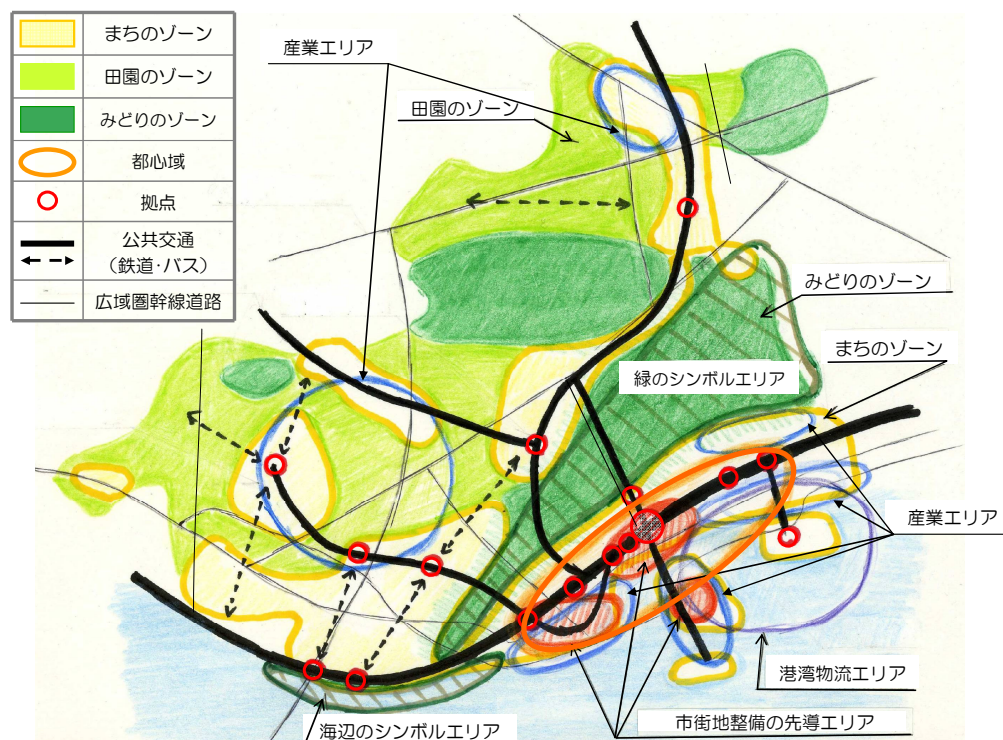 まちのゾーン
田園のゾーン
みどりのゾーン
都心域
拠点
公共交通
（鉄道・バス）
広域圏幹線道路
産業エリア
田園のゾーン
みどりのゾーン
まちのゾーン
緑のシンボルエリア
産業エリア
港湾物流エリア
市街地整備の先導エリア
海辺のシンボルエリア